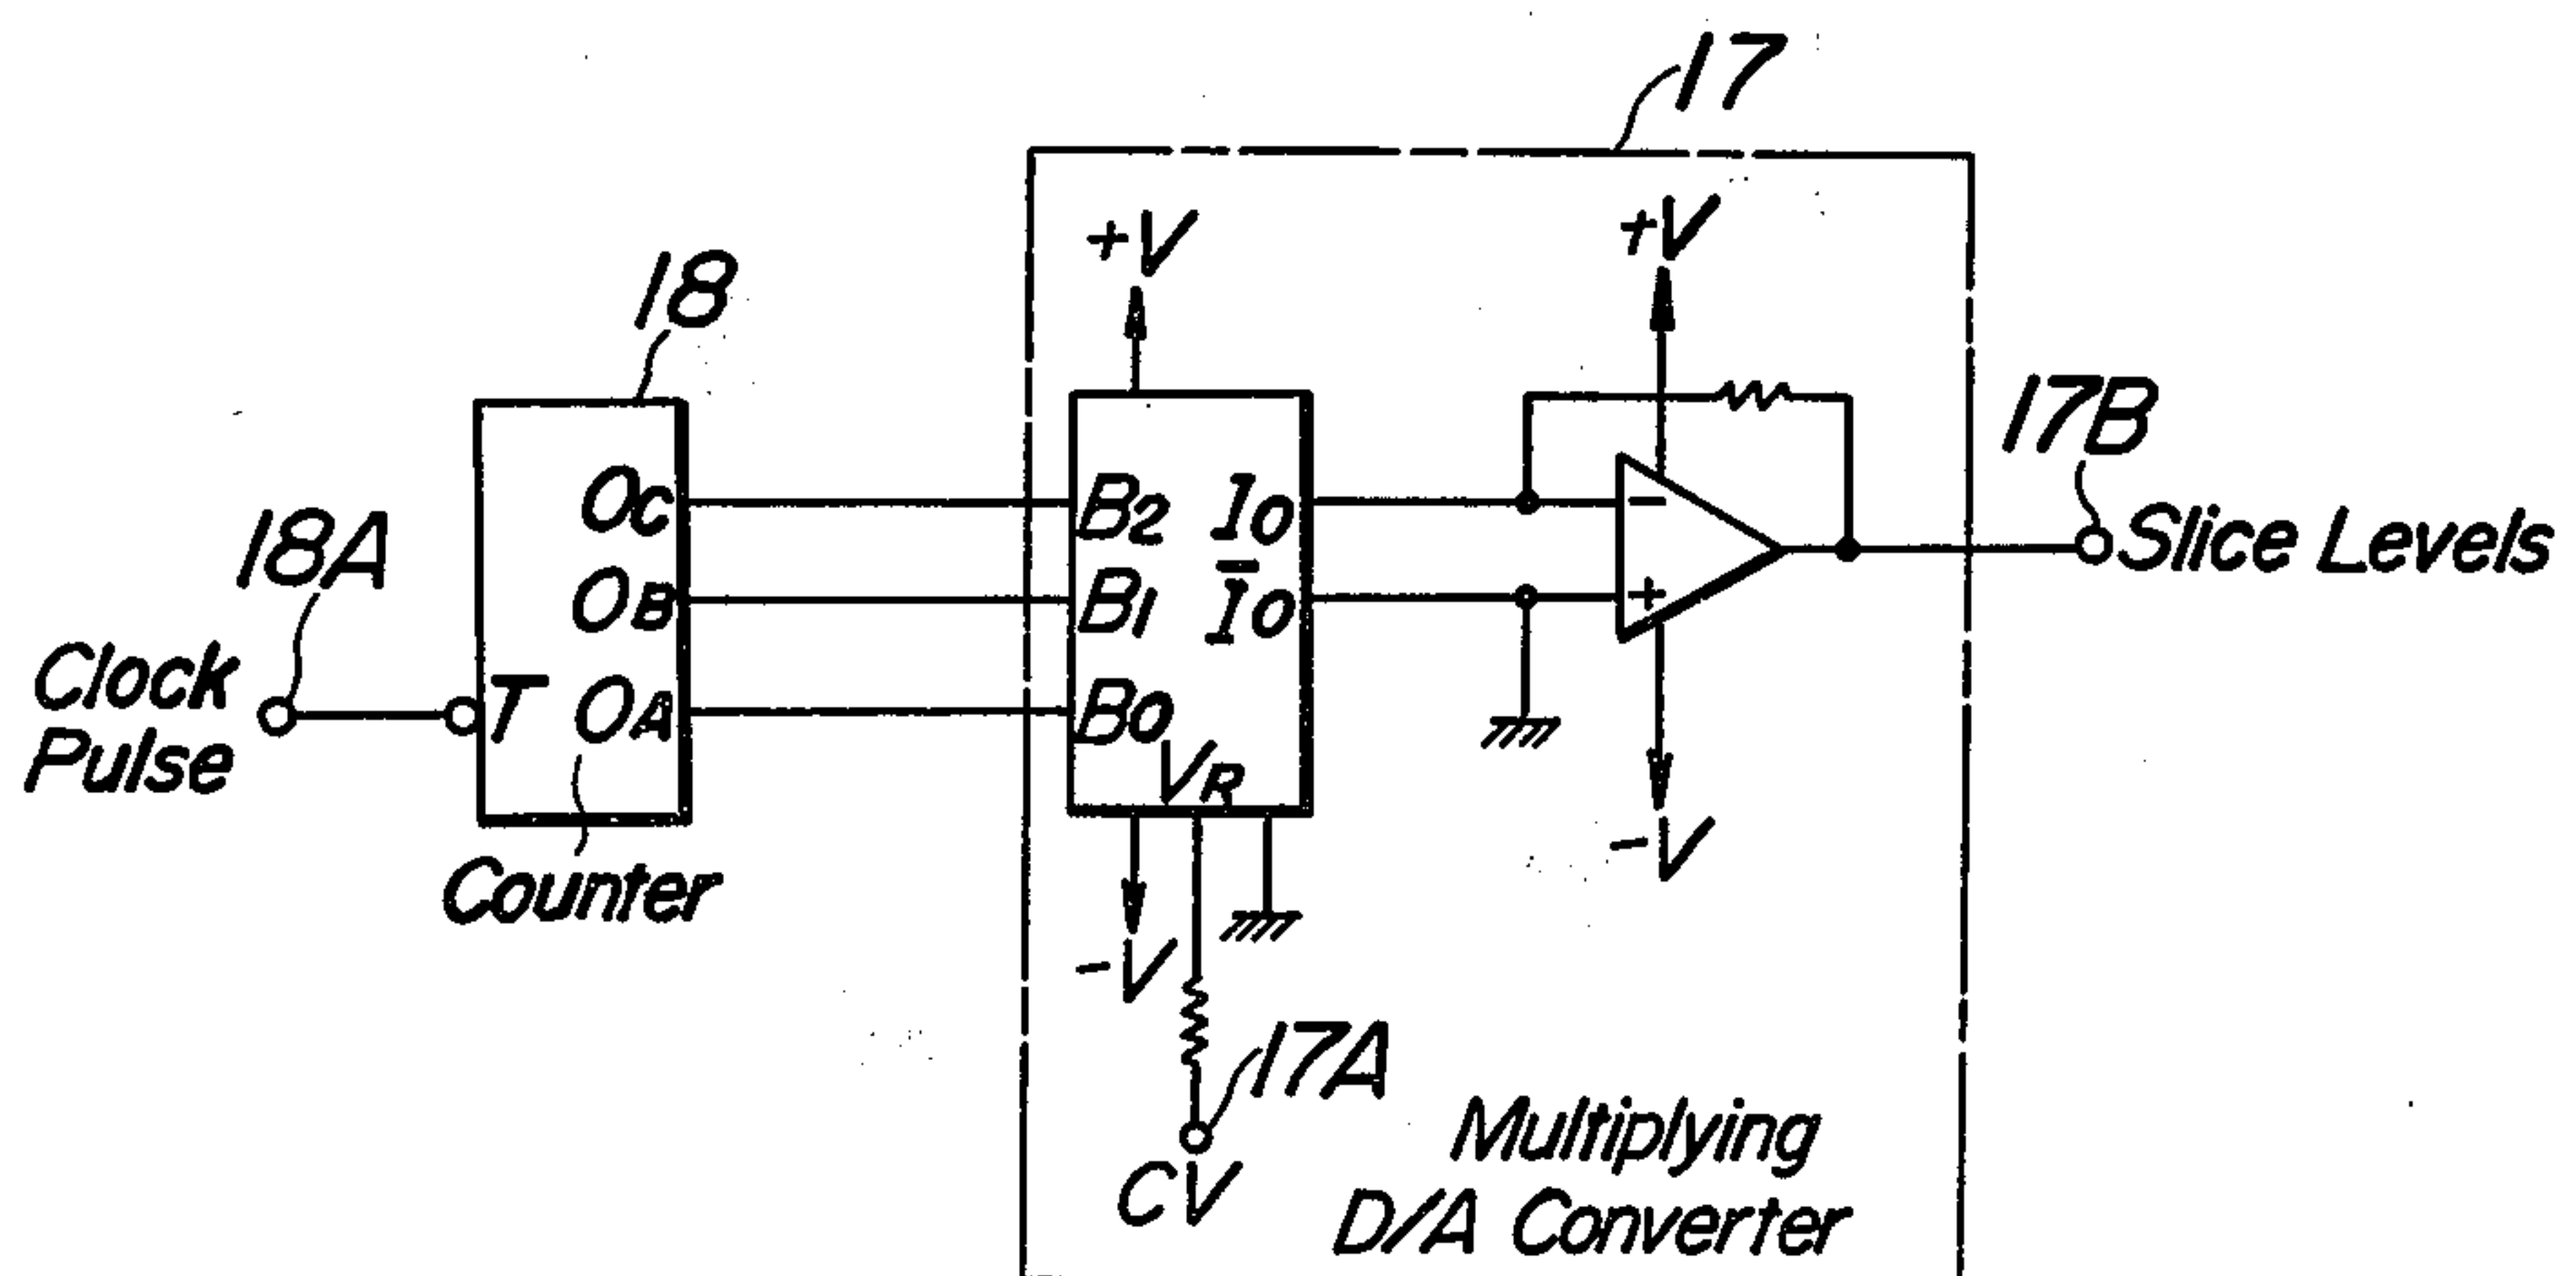 17
+V
+V
18
17B
Oc
B2
Io
−
Slice Levels
18A
OB
B1
Īo
+
Clock
Pulse
T
OA
Bo
VR
-V
Counter
-V
17A
CV
Multiplying
D/A Converter